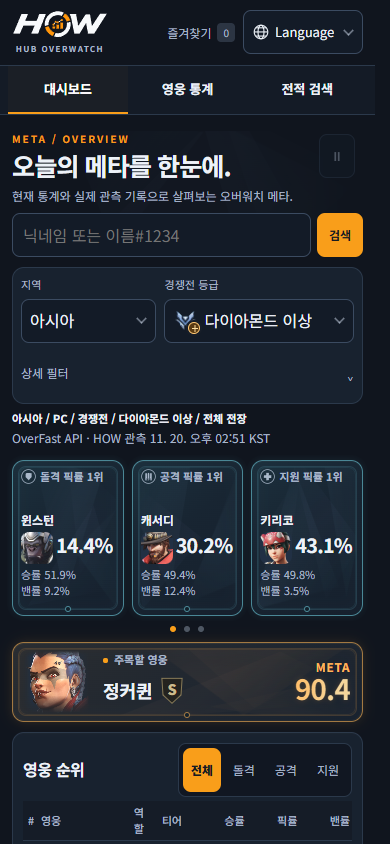 HOW
HUB OVERWATCH
즐겨찾기 0
Language
대시보드 영웅 통계 전적 검색
META / OVERVIEW
오늘의 메타를 한눈에.
현재 통계와 실제 관측 기록으로 살펴보는 오버워치 메타.
닉네임 또는 이름#1234 검색
지역 경쟁전 등급
아시아 다이아몬드 이상
상세 필터
아시아 / PC / 경쟁전 / 다이아몬드 이상 / 전체 전장
OverFast API · HOW 관측 11. 20. 오후 02:51 KST
돌격 픽률 1위
윈스턴
14.4%
승률 51.9%
밴률 9.2%
공격 픽률 1위
캐서디
30.2%
승률 49.4%
밴률 12.4%
지원 픽률 1위
키리코
43.1%
승률 49.8%
밴률 3.5%
주목할 영웅
정커퀸 S
META
90.4
영웅 순위
전체 돌격 공격 지원
# 영웅 역할 티어 승률 픽률 밴률